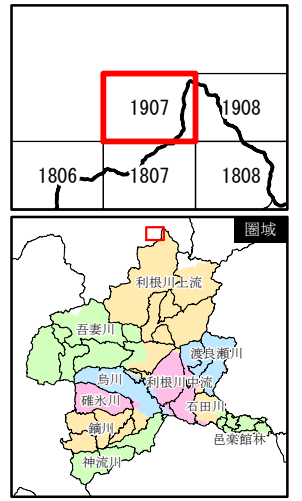 1907
1908
1806
1807
1808
圏域
利根川上流
吾妻川
渡良瀬川
烏川
利根川中流
碓氷川
石田川
鏑川
邑楽館林
神流川